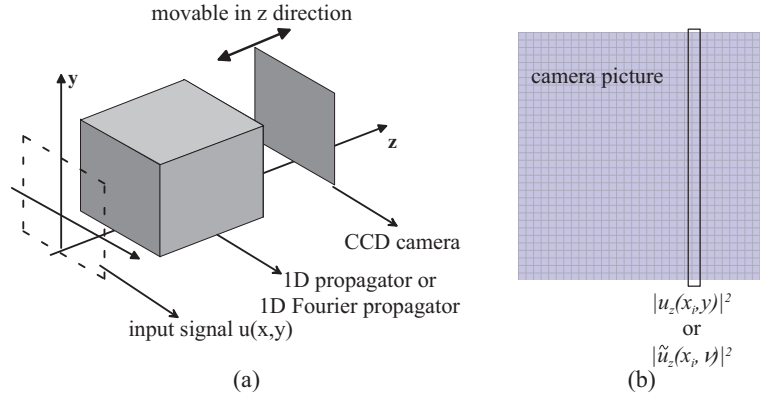 movable in z direction
y
z
CCD camera
1D propagator or
1D Fourier propagator
input signal u(x,y)
(a)
camera picture
|u_z(x_i,y)|²
or
|ũ_z(x_i, ν)|²
(b)